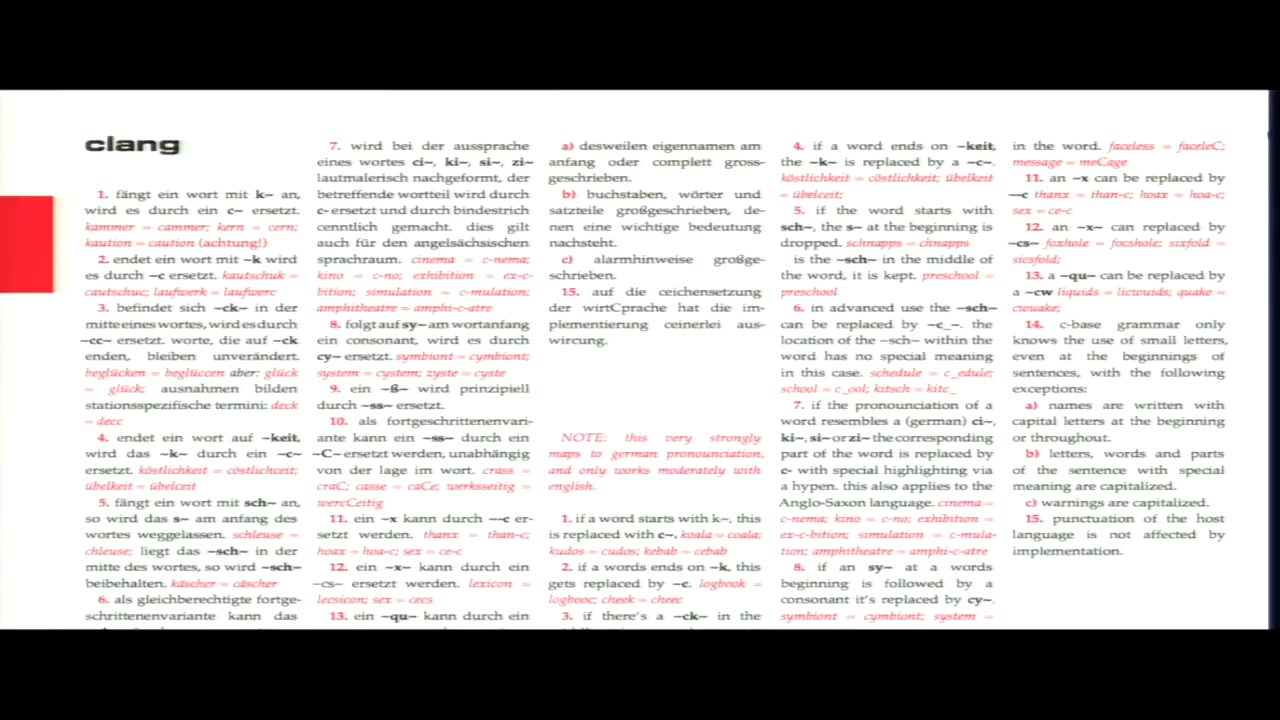 clang
1. fängt ein wort mit k~ an,
wird es durch ein c~ ersetzt.
kammer = cammer; kern = cern;
kaution = caution (achtung!)
2. endet ein wort mit ~k wird
es durch ~c ersetzt. kautschuk =
cautschuc; laufwerk = laufwerc
3. befindet sich ~ck~ in der
mitte eines wortes, wird es durch
~cc~ ersetzt. worte, die auf ~ck
enden, bleiben unverändert.
beglücken = beglüccen aber: glück
= glück; ausnahmen bilden
stationsspezifische termini: deck
= decc
4. endet ein wort auf ~keit,
wird das ~k~ durch ein ~c~
ersetzt. köstlichkeit = cöstlichceit;
übelkeit = übelceit
5. fängt ein wort mit sch~ an,
so wird das s~ am anfang des
wortes weggelassen. schleuse =
chleuse; liegt das ~sch~ in der
mitte des wortes, so wird ~sch~
beibehalten. käscher = cäscher
6. als gleichberechtigte fortge-
schrittenenvariante kann das
7. wird bei der aussprache
eines wortes ci~, ki~, si~, zi~
lautmalerisch nachgeformt, der
betreffende wortteil wird durch
c- ersetzt und durch bindestrich
cenntlich gemacht. dies gilt
auch für den angelsächsischen
sprachraum. cinema = c-nema;
kino = c-no; exhibition = ex-c-
bition; simulation = c-mulation;
amphitheatre = amphi-c-atre
8. folgt auf sy~ am wortanfang
ein consonant, wird es durch
cy~ ersetzt. symbiont = cymbiont;
system = cystem; zyste = cyste
9. ein ~ß~ wird prinzipiell
durch ~ss~ ersetzt.
10. als fortgeschrittenenvari-
ante kann ein ~ss~ durch ein
~C~ ersetzt werden, unabhängig
von der lage im wort. crass =
craC; casse = caCe; werksseitig =
wercCeitig
11. ein ~x kann durch ~-c er-
setzt werden. thanx = than-c;
hoax = hoa-c; sex = ce-c
12. ein ~x~ kann durch ein
~cs~ ersetzt werden. lexicon =
lecsicon; sex = cecs
13. ein ~qu~ kann durch ein
a) desweilen eigennamen am
anfang oder complett gross-
geschrieben.
b) buchstaben, wörter und
satzteile großgeschrieben, de-
nen eine wichtige bedeutung
nachsteht.
c) alarmhinweise großge-
schrieben.
15. auf die ceichensetzung
der wirtCprache hat die im-
plementierung ceinerlei aus-
wircung.
NOTE: this very strongly
maps to german pronounciation,
and only works moderately with
english.
1. if a word starts with k~, this
is replaced with c~. koala = coala;
kudos = cudos; kebab = cebab
2. if a words ends on ~k, this
gets replaced by ~c. logbook =
logbooc; cheek = cheec
3. if there's a ~ck~ in the
4. if a word ends on ~keit,
the ~k~ is replaced by a ~c~.
köstlichkeit = cöstlichkeit; übelkeit
= übelceit;
5. if the word starts with
sch~, the s~ at the beginning is
dropped. schnapps = chnapps
is the ~sch~ in the middle of
the word, it is kept. preschool =
preschool
6. in advanced use the ~sch~
can be replaced by ~c_~. the
location of the ~sch~ within the
word has no special meaning
in this case. schedule = c_edule;
school = c_ool; kitsch = kitc_
7. if the pronunciation of a
word resembles a (german) ci~,
ki~, si~ or zi~ the corresponding
part of the word is replaced by
c- with special highlighting via
a hypen. this also applies to the
Anglo-Saxon language. cinema =
c-nema; kino = c-no; exhibition =
ex-c-bition; simulation = c-mula-
tion; amphitheatre = amphi-c-atre
8. if an sy~ at a words
beginning is followed by a
consonant it's replaced by cy~.
symbiont = cymbiont; system =
in the word. faceless = faceleC;
message = meCage
11. an ~x can be replaced by
~-c thanx = than-c; hoax = hoa-c;
sex = ce-c
12. an ~x~ can replaced by
~cs~ foxhole = focshole; sixfold =
sicsfold;
13. a ~qu~ can be replaced by
a ~cw liquids = licwuids; quake =
cwuake;
14. c-base grammar only
knows the use of small letters,
even at the beginnings of
sentences, with the following
exceptions:
a) names are written with
capital letters at the beginning
or throughout.
b) letters, words and parts
of the sentence with special
meaning are capitalized.
c) warnings are capitalized.
15. punctuation of the host
language is not affected by
implementation.